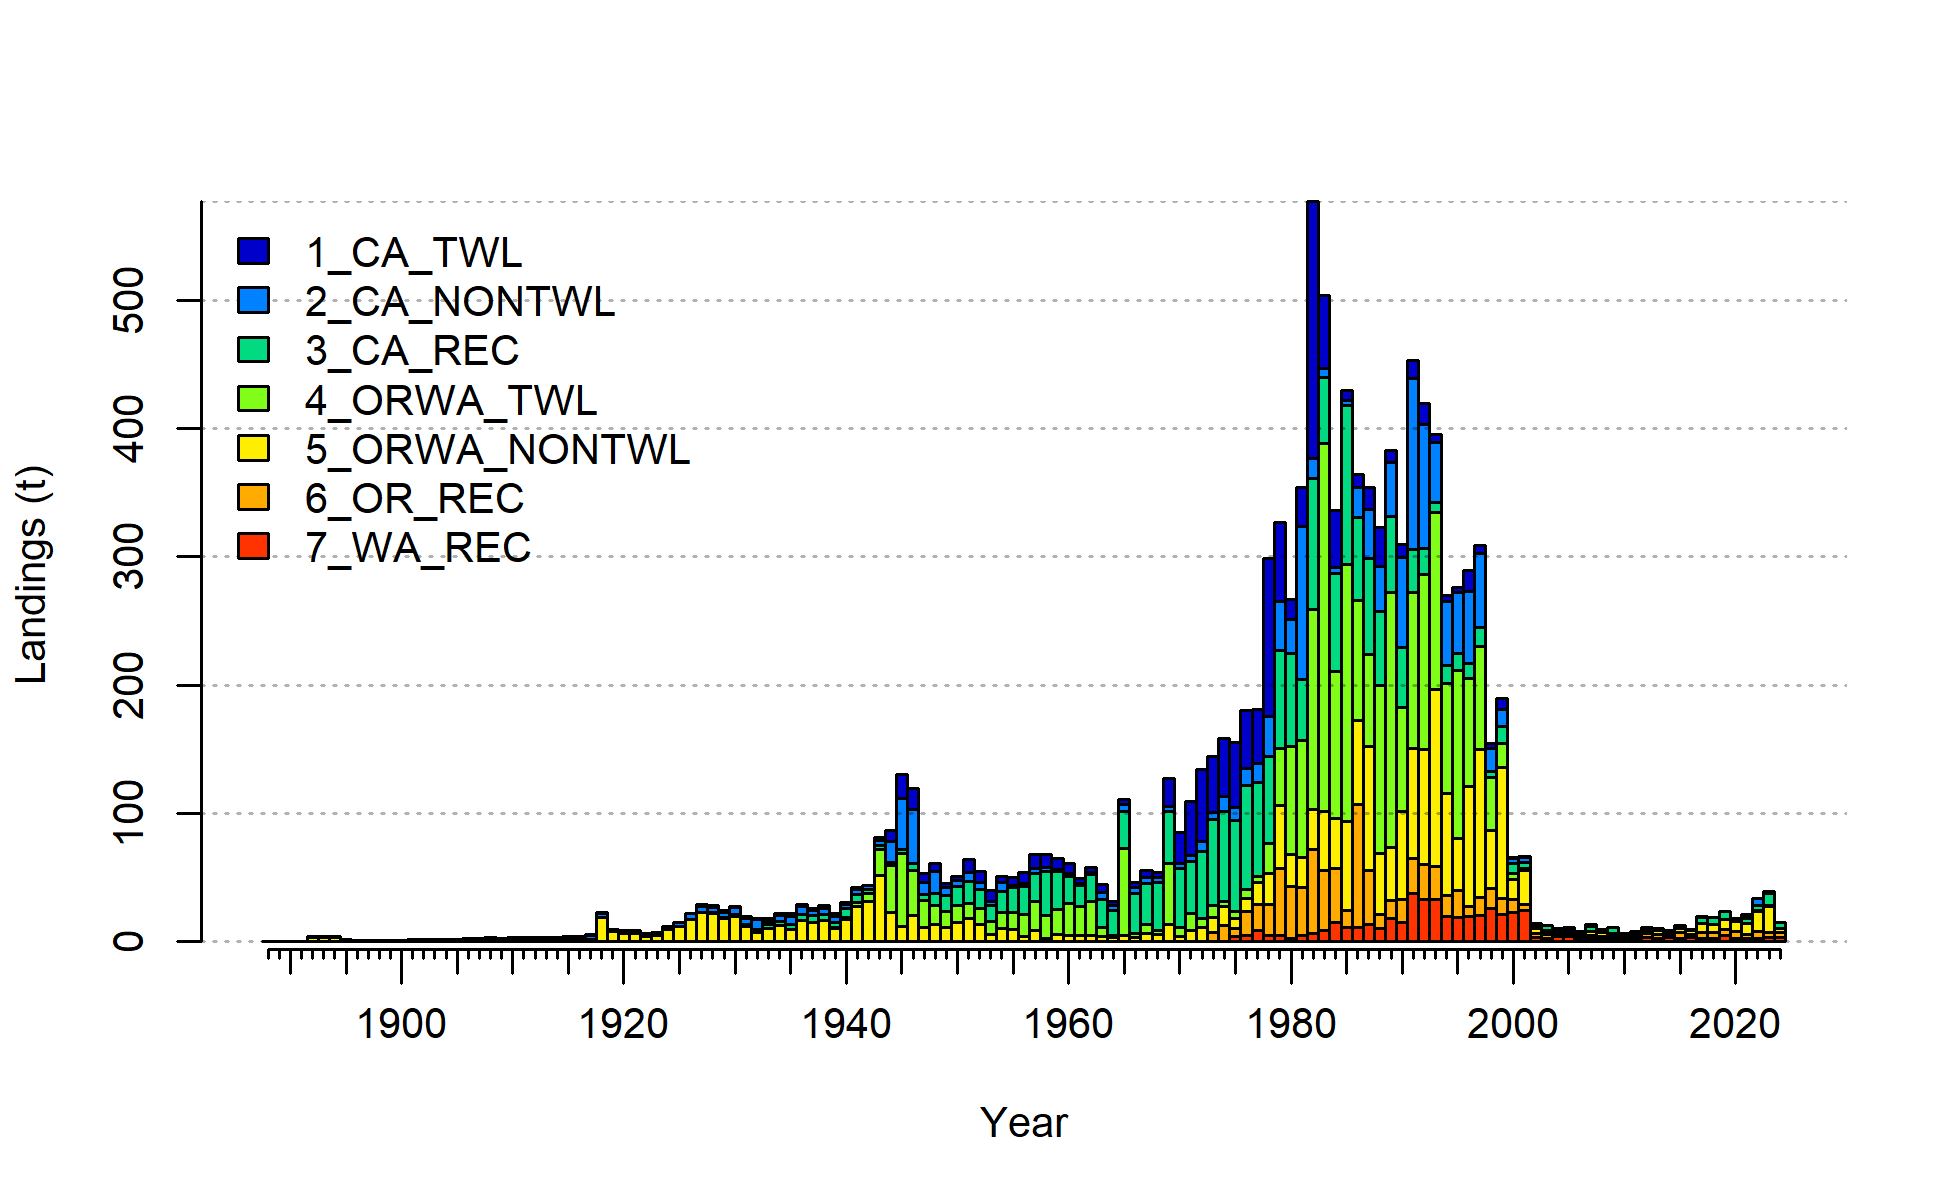 1_CA_TWL
2_CA_NONTWL
3_CA_REC
4_ORWA_TWL
5_ORWA_NONTWL
6_OR_REC
7_WA_REC
Landings (t)
500
400
300
200
100
0
1900 1920 1940 1960 1980 2000 2020
Year